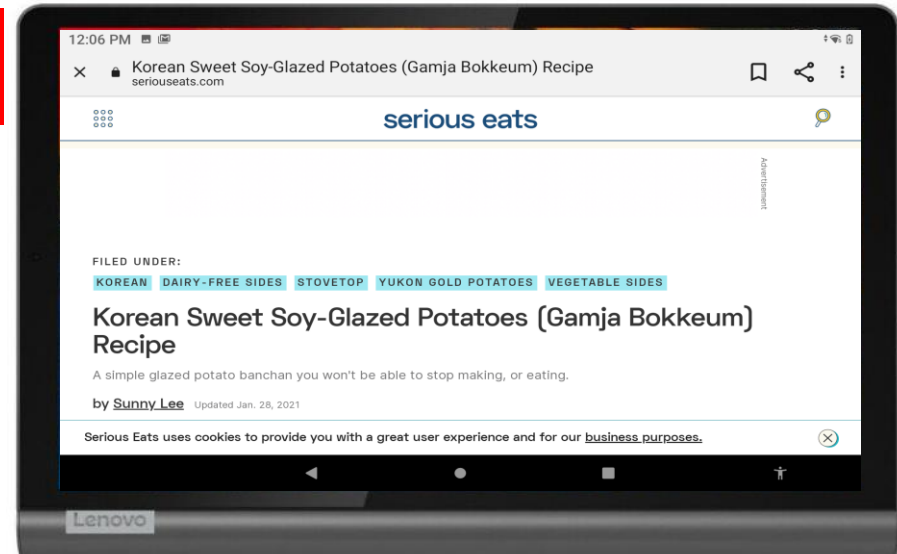 12:06 PM
Korean Sweet Soy-Glazed Potatoes (Gamja Bokkeum) Recipe
seriouseats.com
serious eats
Advertisement
FILED UNDER:
KOREAN DAIRY-FREE SIDES STOVETOP YUKON GOLD POTATOES VEGETABLE SIDES
Korean Sweet Soy-Glazed Potatoes (Gamja Bokkeum)
Recipe
A simple glazed potato banchan you won't be able to stop making, or eating.
by Sunny Lee Updated Jan. 28, 2021
Serious Eats uses cookies to provide you with a great user experience and for our business purposes.
Lenovo